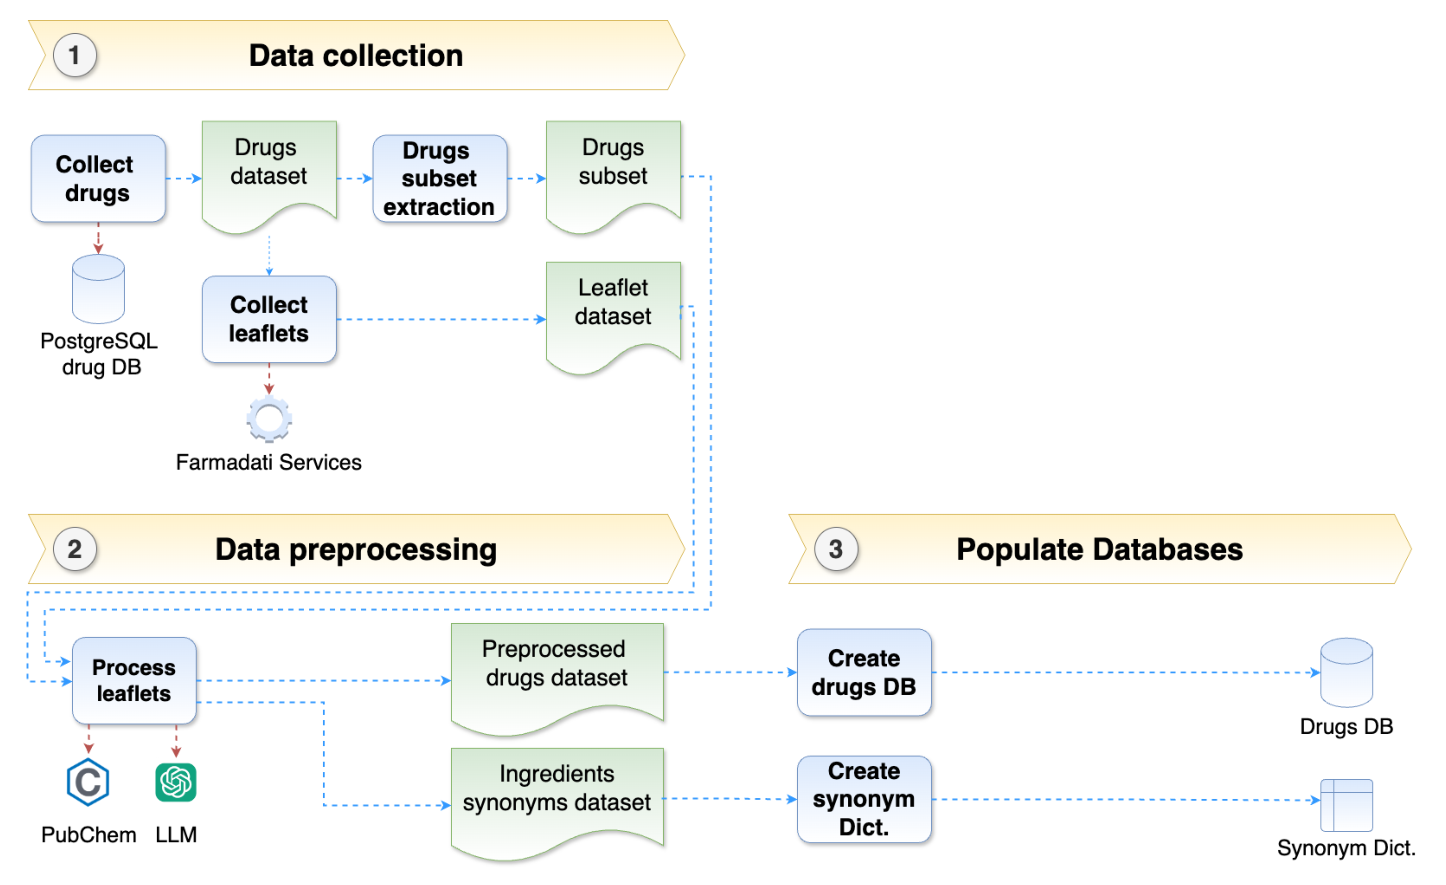 1
Data collection
Collect
drugs
Drugs
dataset
Drugs
subset
extraction
Drugs
subset
PostgreSQL
drug DB
Collect
leaflets
Leaflet
dataset
Farmadati Services
2
Data preprocessing
3
Populate Databases
Process
leaflets
Preprocessed
drugs dataset
Create
drugs DB
Drugs DB
C
PubChem
LLM
Ingredients
synonyms dataset
Create
synonym
Dict.
Synonym Dict.